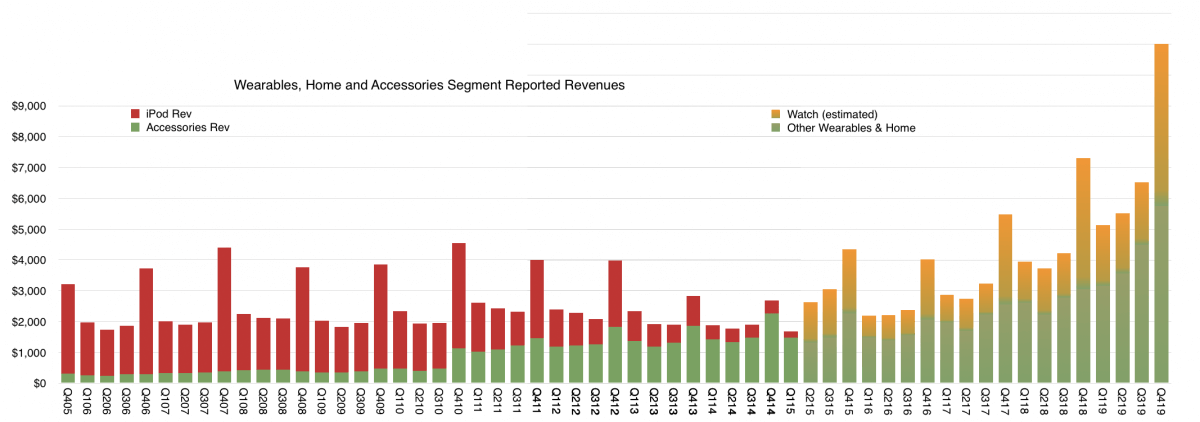 Wearables, Home and Accessories Segment Reported Revenues
iPod Rev
Accessories Rev
Watch (estimated)
Other Wearables & Home
$9,000
$8,000
$7,000
$6,000
$5,000
$4,000
$3,000
$2,000
$1,000
$0
Q405
Q106
Q206
Q306
Q406
Q107
Q207
Q307
Q407
Q108
Q208
Q308
Q408
Q109
Q209
Q309
Q409
Q110
Q210
Q310
Q410
Q111
Q211
Q311
Q411
Q112
Q212
Q312
Q412
Q113
Q213
Q313
Q413
Q114
Q214
Q314
Q414
Q115
Q215
Q315
Q415
Q116
Q216
Q316
Q416
Q117
Q217
Q317
Q417
Q118
Q218
Q318
Q418
Q119
Q219
Q319
Q419